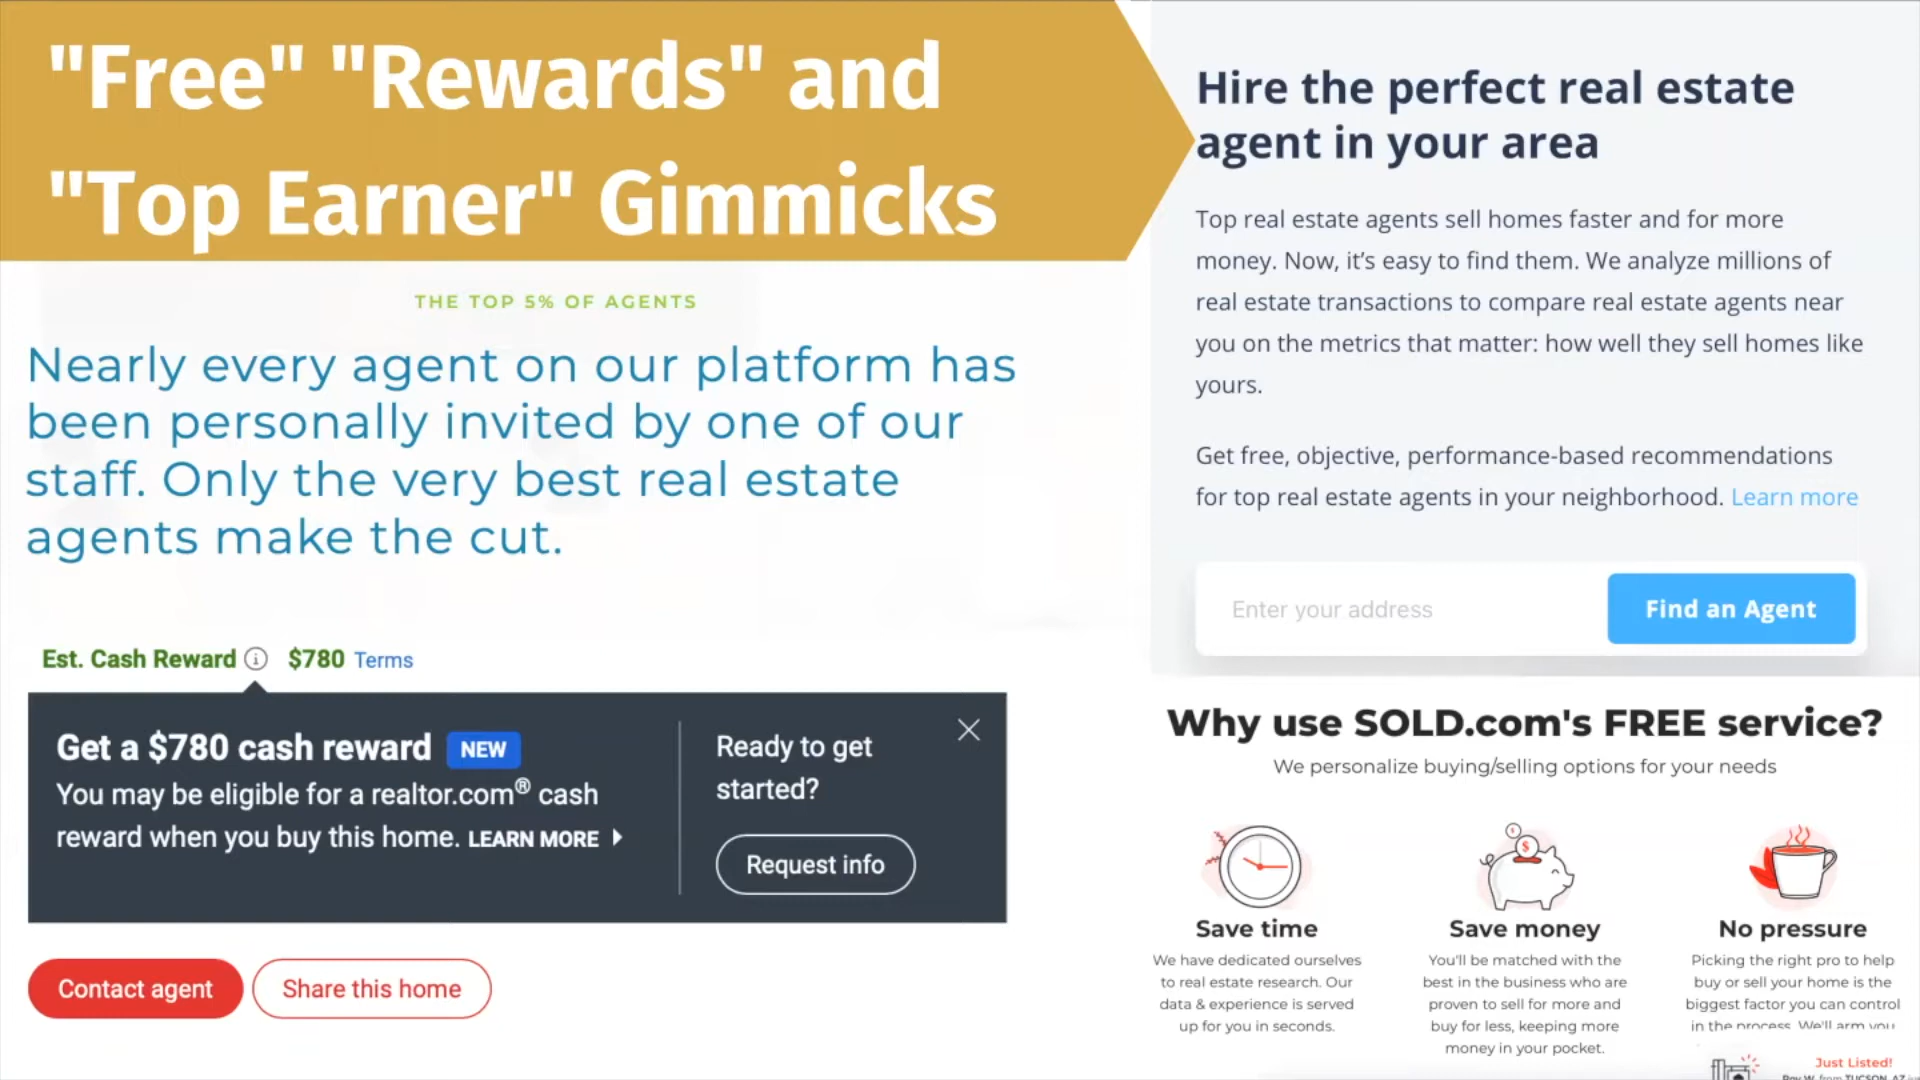 "Free" "Rewards" and
"Top Earner" Gimmicks
THE TOP 5% OF AGENTS
Nearly every agent on our platform has
been personally invited by one of our
staff. Only the very best real estate
agents make the cut.
Est. Cash Reward $780 Terms
Get a $780 cash reward NEW
You may be eligible for a realtor.com® cash
reward when you buy this home. LEARN MORE
Ready to get
started?
Request info
Contact agent
Share this home
Hire the perfect real estate
agent in your area
Top real estate agents sell homes faster and for more
money. Now, it’s easy to find them. We analyze millions of
real estate transactions to compare real estate agents near
you on the metrics that matter: how well they sell homes like
yours.
Get free, objective, performance-based recommendations
for top real estate agents in your neighborhood. Learn more
Enter your address
Find an Agent
Why use SOLD.com's FREE service?
We personalize buying/selling options for your needs
Save time
We have dedicated ourselves
to real estate research. Our
data & experience is served
up for you in seconds.
Save money
You'll be matched with the
best in the business who are
proven to sell for more and
buy for less, keeping more
money in your pocket.
No pressure
Picking the right pro to help
buy or sell your home is the
biggest factor you can control
in the process. We'll arm you
Just Listed!
from TUCSON, AZ